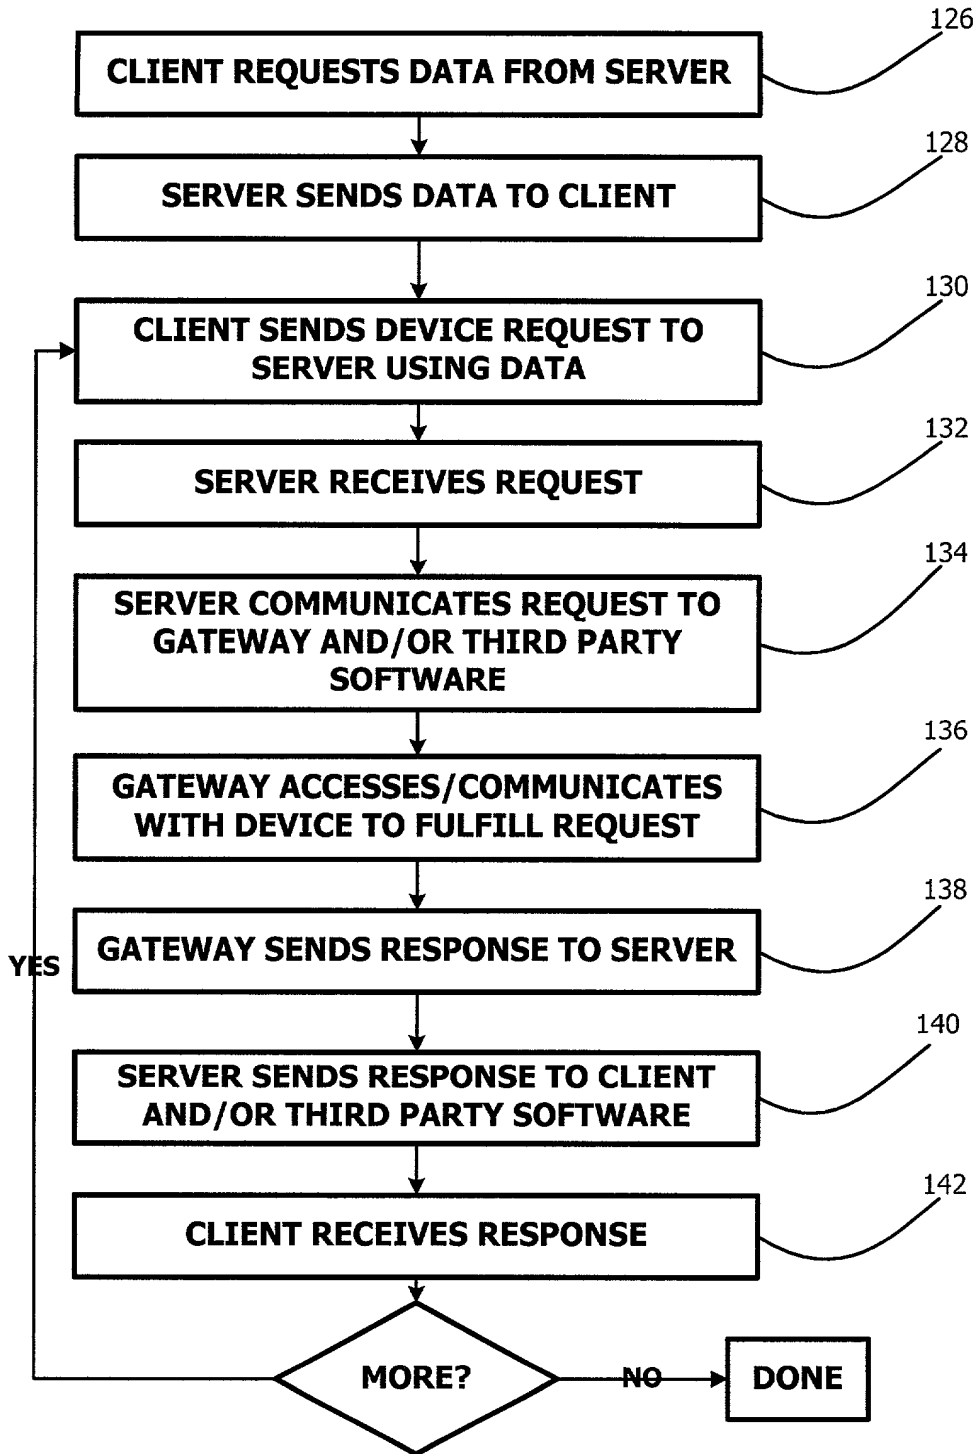 126
CLIENT REQUESTS DATA FROM SERVER
128
SERVER SENDS DATA TO CLIENT
130
CLIENT SENDS DEVICE REQUEST TO
SERVER USING DATA
132
SERVER RECEIVES REQUEST
134
SERVER COMMUNICATES REQUEST TO
GATEWAY AND/OR THIRD PARTY
SOFTWARE
136
GATEWAY ACCESSES/COMMUNICATES
WITH DEVICE TO FULFILL REQUEST
138
GATEWAY SENDS RESPONSE TO SERVER
YES
140
SERVER SENDS RESPONSE TO CLIENT
AND/OR THIRD PARTY SOFTWARE
142
CLIENT RECEIVES RESPONSE
MORE?
NO
DONE